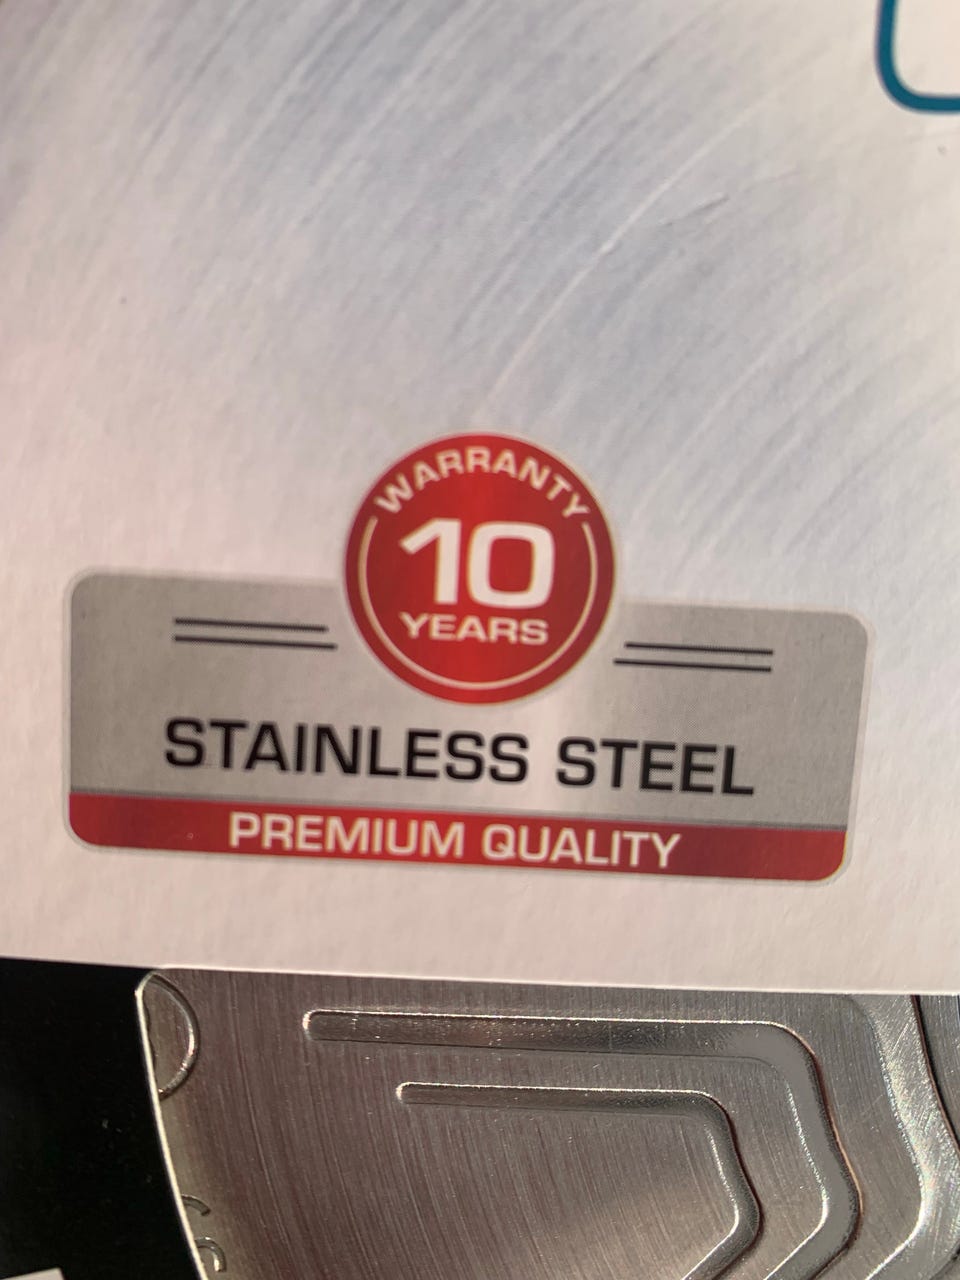 WARRANTY
10
YEARS
STAINLESS STEEL
PREMIUM QUALITY